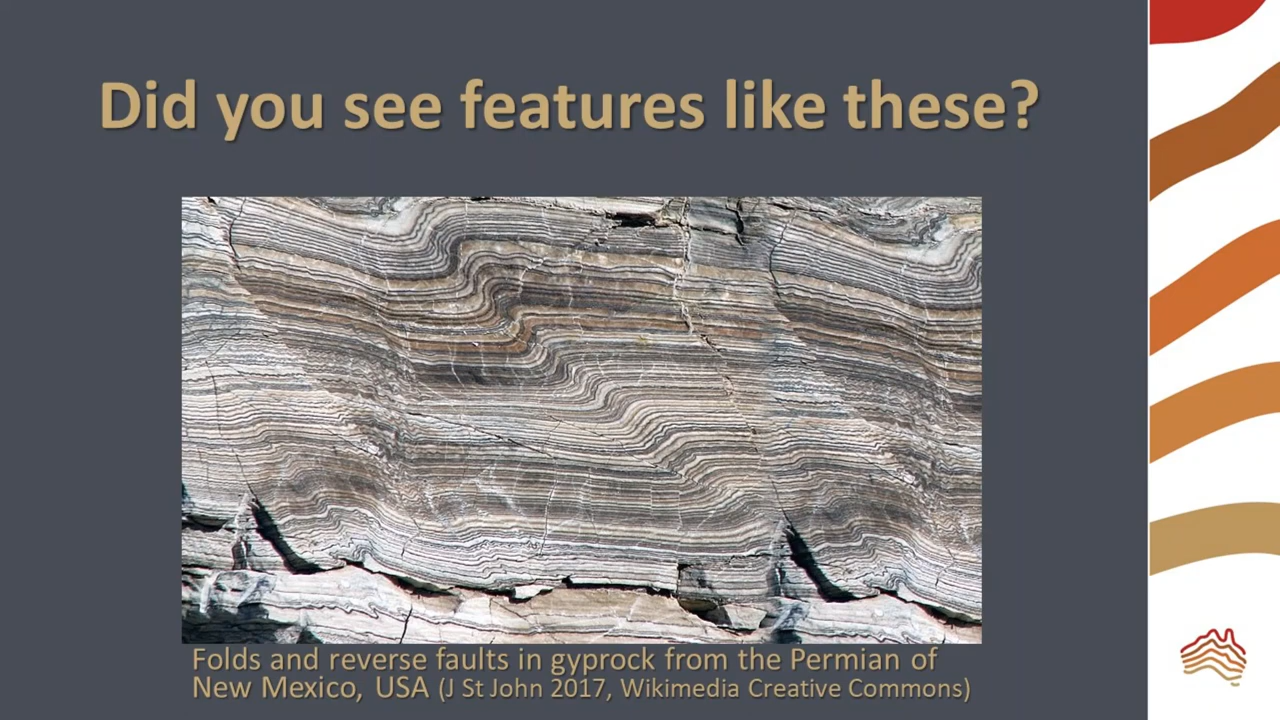 Did you see features like these?
Folds and reverse faults in gyprock from the Permian of
New Mexico, USA (J St John 2017, Wikimedia Creative Commons)